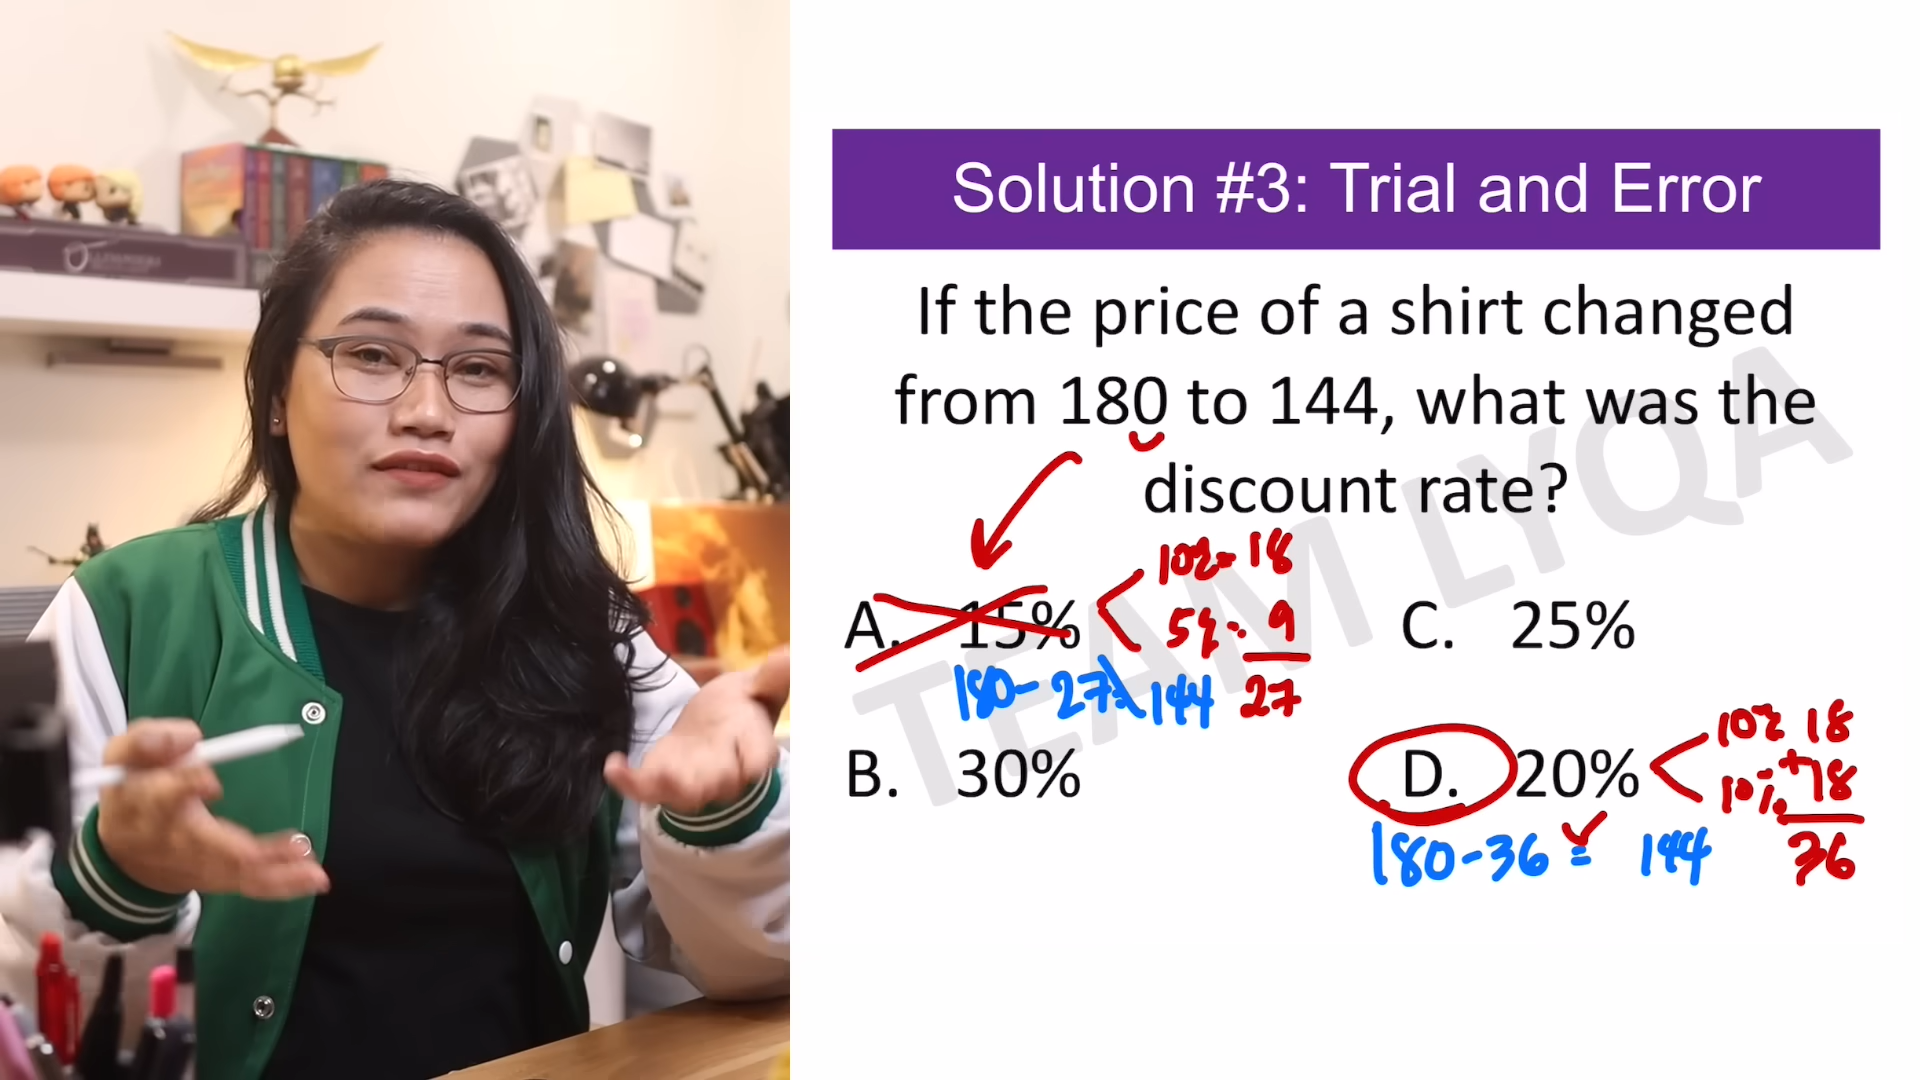 Solution #3: Trial and Error
If the price of a shirt changed
from 180 to 144, what was the
discount rate?
A. 15%
10% = 18
5% = 9
27
180 - 27 ≠ 144
B. 30%
C. 25%
D. 20%
10% 18
10% +18
36
180 - 36 = 144
TEAM LYQA